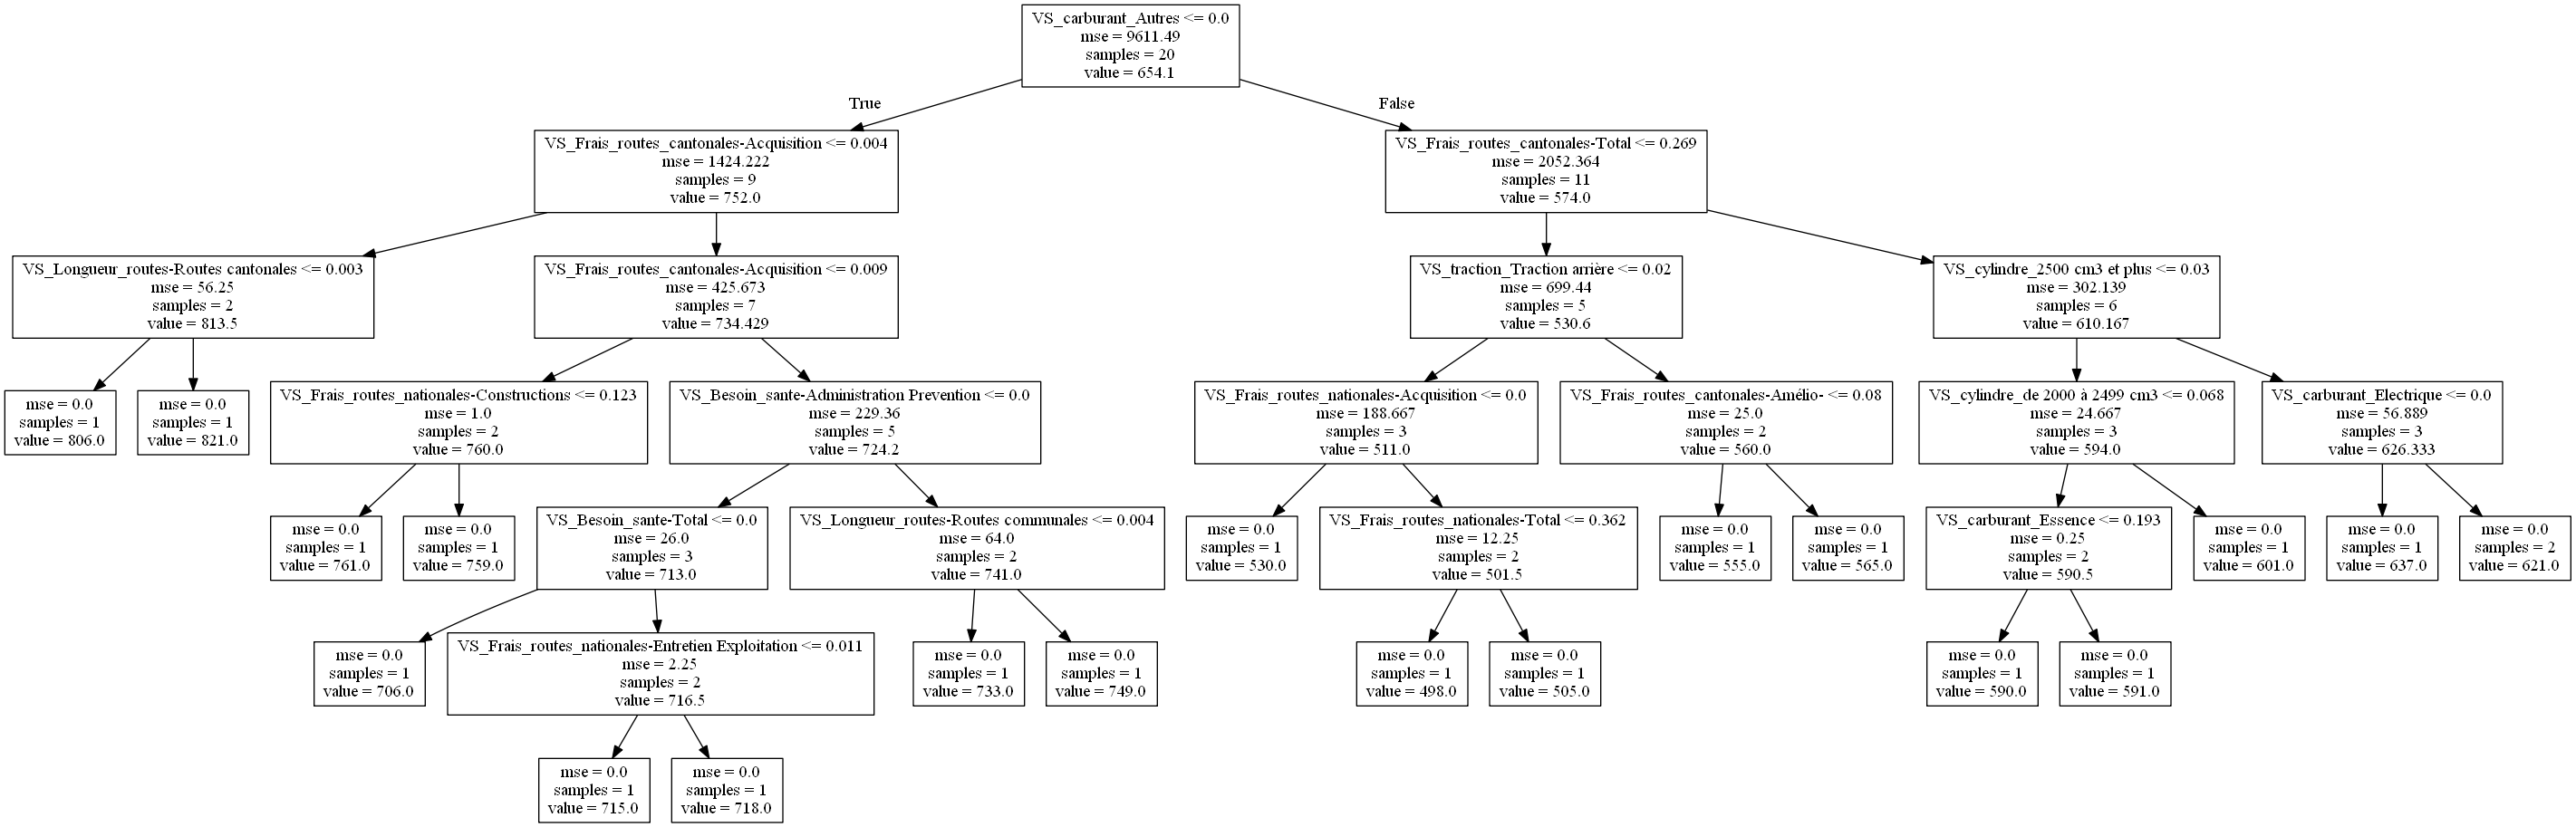 VS_carburant_Autres <= 0.0
mse = 9611.49
samples = 20
value = 654.1
True
False
VS_Frais_routes_cantonales-Acquisition <= 0.004
mse = 1424.222
samples = 9
value = 752.0
VS_Frais_routes_cantonales-Total <= 0.269
mse = 2052.364
samples = 11
value = 574.0
VS_Longueur_routes-Routes cantonales <= 0.003
mse = 56.25
samples = 2
value = 813.5
VS_Frais_routes_cantonales-Acquisition <= 0.009
mse = 425.673
samples = 7
value = 734.429
VS_traction_Traction arrière <= 0.02
mse = 699.44
samples = 5
value = 530.6
VS_cylindre_2500 cm3 et plus <= 0.03
mse = 302.139
samples = 6
value = 610.167
mse = 0.0
samples = 1
value = 806.0
mse = 0.0
samples = 1
value = 821.0
VS_Frais_routes_nationales-Constructions <= 0.123
mse = 1.0
samples = 2
value = 760.0
VS_Besoin_sante-Administration Prevention <= 0.0
mse = 229.36
samples = 5
value = 724.2
VS_Frais_routes_nationales-Acquisition <= 0.0
mse = 188.667
samples = 3
value = 511.0
VS_Frais_routes_cantonales-Amélio- <= 0.08
mse = 25.0
samples = 2
value = 560.0
VS_cylindre_de 2000 à 2499 cm3 <= 0.068
mse = 24.667
samples = 3
value = 594.0
VS_carburant_Electrique <= 0.0
mse = 56.889
samples = 3
value = 626.333
mse = 0.0
samples = 1
value = 761.0
mse = 0.0
samples = 1
value = 759.0
VS_Besoin_sante-Total <= 0.0
mse = 26.0
samples = 3
value = 713.0
VS_Longueur_routes-Routes communales <= 0.004
mse = 64.0
samples = 2
value = 741.0
mse = 0.0
samples = 1
value = 530.0
VS_Frais_routes_nationales-Total <= 0.362
mse = 12.25
samples = 2
value = 501.5
mse = 0.0
samples = 1
value = 555.0
mse = 0.0
samples = 1
value = 565.0
VS_carburant_Essence <= 0.193
mse = 0.25
samples = 2
value = 590.5
mse = 0.0
samples = 1
value = 601.0
mse = 0.0
samples = 1
value = 637.0
mse = 0.0
samples = 2
value = 621.0
mse = 0.0
samples = 1
value = 706.0
VS_Frais_routes_nationales-Entretien Exploitation <= 0.011
mse = 2.25
samples = 2
value = 716.5
mse = 0.0
samples = 1
value = 733.0
mse = 0.0
samples = 1
value = 749.0
mse = 0.0
samples = 1
value = 498.0
mse = 0.0
samples = 1
value = 505.0
mse = 0.0
samples = 1
value = 590.0
mse = 0.0
samples = 1
value = 591.0
mse = 0.0
samples = 1
value = 715.0
mse = 0.0
samples = 1
value = 718.0